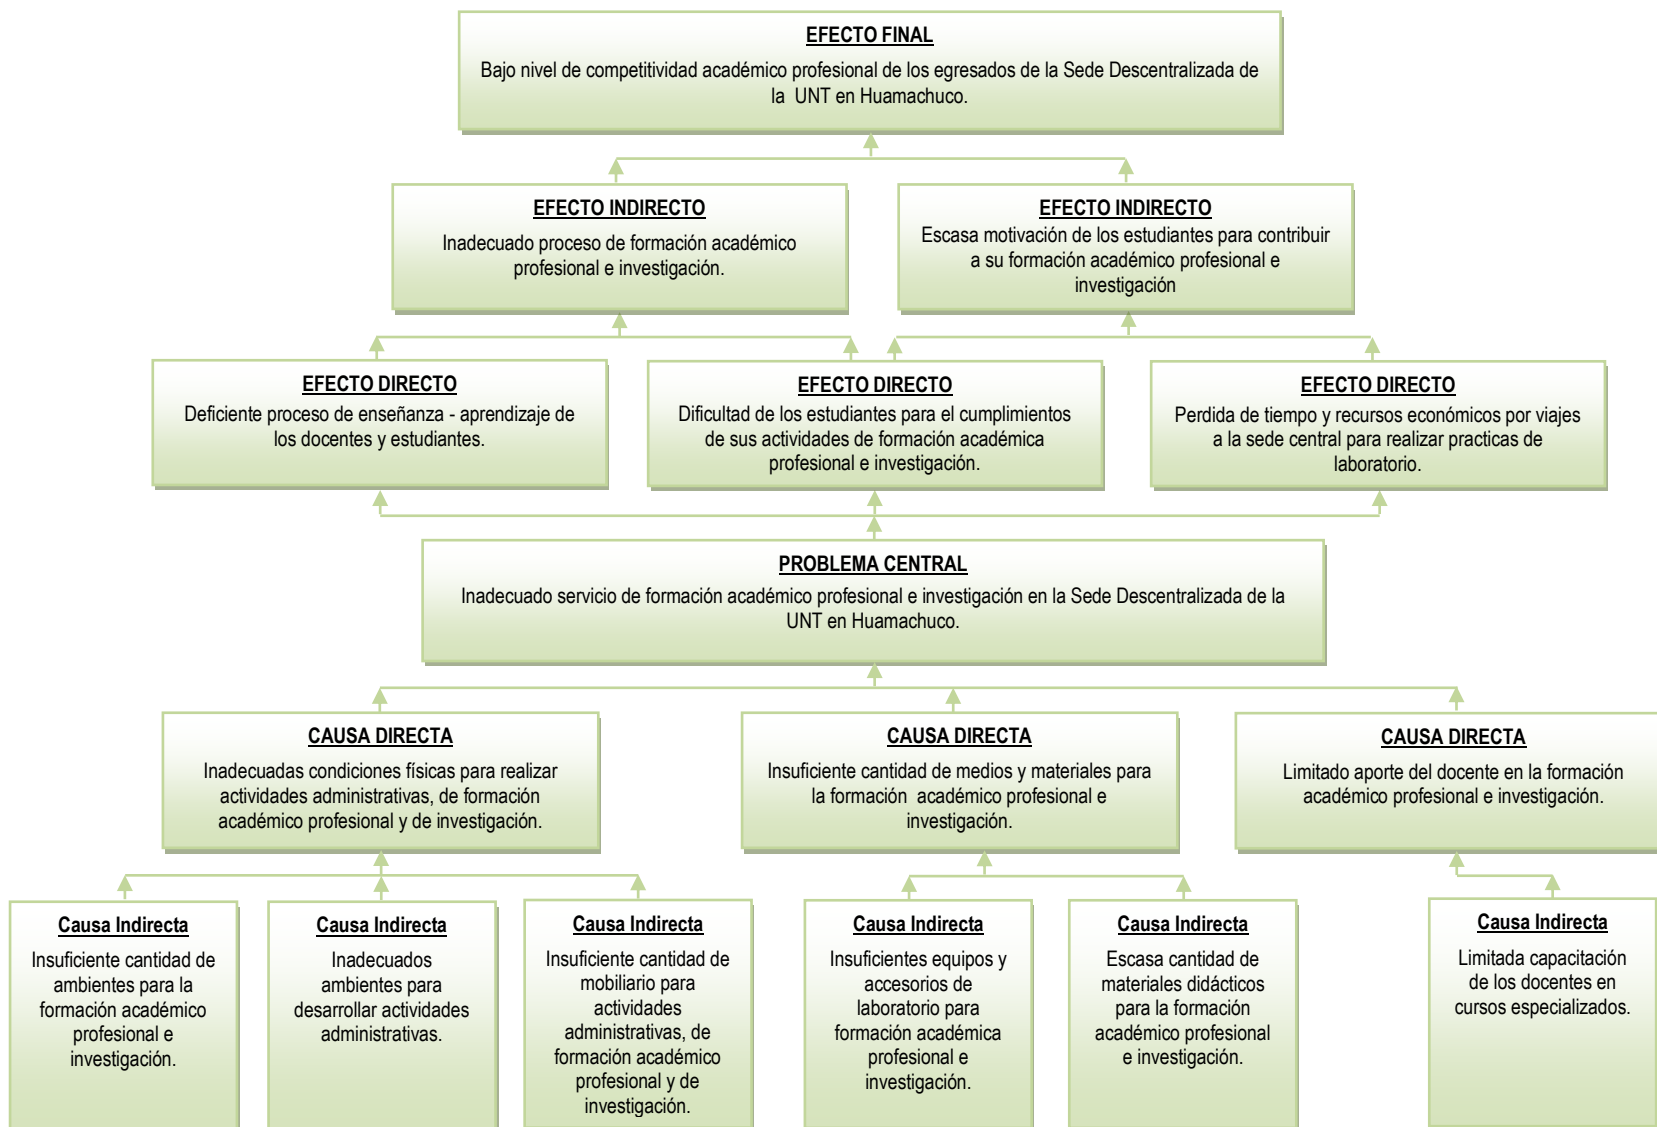 EFECTO FINAL
Bajo nivel de competitividad académico profesional de los egresados de la Sede Descentralizada de
la UNT en Huamachuco.
EFECTO INDIRECTO
Inadecuado proceso de formación académico
profesional e investigación.
EFECTO INDIRECTO
Escasa motivación de los estudiantes para contribuir
a su formación académico profesional e
investigación
EFECTO DIRECTO
Deficiente proceso de enseñanza - aprendizaje de
los docentes y estudiantes.
EFECTO DIRECTO
Dificultad de los estudiantes para el cumplimientos
de sus actividades de formación académica
profesional e investigación.
EFECTO DIRECTO
Perdida de tiempo y recursos económicos por viajes
a la sede central para realizar practicas de
laboratorio.
PROBLEMA CENTRAL
Inadecuado servicio de formación académico profesional e investigación en la Sede Descentralizada de la
UNT en Huamachuco.
CAUSA DIRECTA
Inadecuadas condiciones físicas para realizar
actividades administrativas, de formación
académico profesional y de investigación.
CAUSA DIRECTA
Insuficiente cantidad de medios y materiales para
la formación académico profesional e
investigación.
CAUSA DIRECTA
Limitado aporte del docente en la formación
académico profesional e investigación.
Causa Indirecta
Insuficiente cantidad de
ambientes para la
formación académico
profesional e
investigación.
Causa Indirecta
Inadecuados
ambientes para
desarrollar actividades
administrativas.
Causa Indirecta
Insuficiente cantidad de
mobiliario para
actividades
administrativas, de
formación académico
profesional y de
investigación.
Causa Indirecta
Insuficientes equipos y
accesorios de
laboratorio para
formación académica
profesional e
investigación.
Causa Indirecta
Escasa cantidad de
materiales didácticos
para la formación
académico profesional
e investigación.
Causa Indirecta
Limitada capacitación
de los docentes en
cursos especializados.